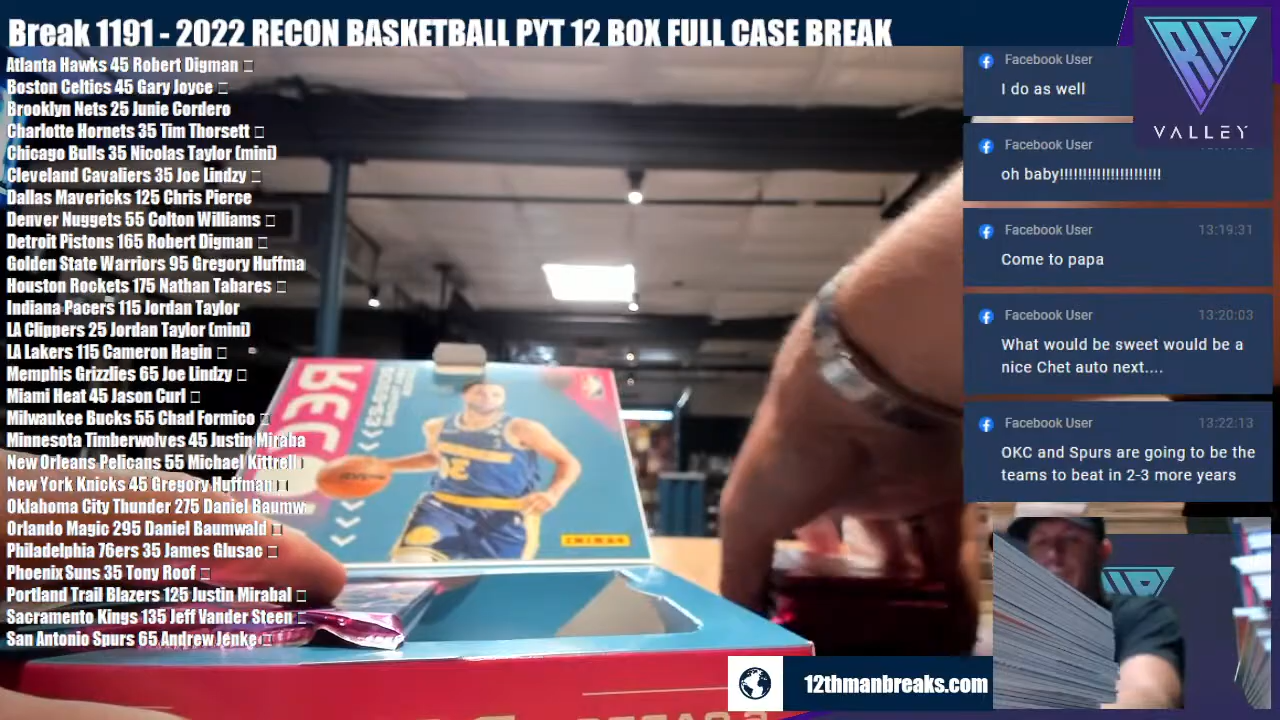 Break 1191 - 2022 RECON BASKETBALL PYT 12 BOX FULL CASE BREAK
Atlanta Hawks 45 Robert Digman
Boston Celtics 45 Gary Joyce
Brooklyn Nets 25 Junie Cordero
Charlotte Hornets 35 Tim Thorsett
Chicago Bulls 35 Nicolas Taylor (mini)
Cleveland Cavaliers 35 Joe Lindzy
Dallas Mavericks 125 Chris Pierce
Denver Nuggets 55 Colton Williams
Detroit Pistons 165 Robert Digman
Golden State Warriors 95 Gregory Huffma
Houston Rockets 175 Nathan Tabares
Indiana Pacers 115 Jordan Taylor
LA Clippers 25 Jordan Taylor (mini)
LA Lakers 115 Cameron Hagin
Memphis Grizzlies 65 Joe Lindzy
Miami Heat 45 Jason Curl
Milwaukee Bucks 55 Chad Formico
Minnesota Timberwolves 45 Justin Miraba
New Orleans Pelicans 55 Michael Kittrell
New York Knicks 45 Gregory Huffman
Oklahoma City Thunder 275 Daniel Baumw
Orlando Magic 295 Daniel Baumwald
Philadelphia 76ers 35 James Glusac
Phoenix Suns 35 Tony Roof
Portland Trail Blazers 125 Justin Mirabal
Sacramento Kings 135 Jeff Vander Steen
San Antonio Spurs 65 Andrew Jenke
REC
Facebook User
I do as well
Facebook User
oh baby!!!!!!!!!!!!!!!!!!!!!!
Facebook User 13:19:31
Come to papa
Facebook User 13:20:03
What would be sweet would be a
nice Chet auto next....
Facebook User 13:22:13
OKC and Spurs are going to be the
teams to beat in 2-3 more years
RIP
VALLEY
12thmanbreaks.com